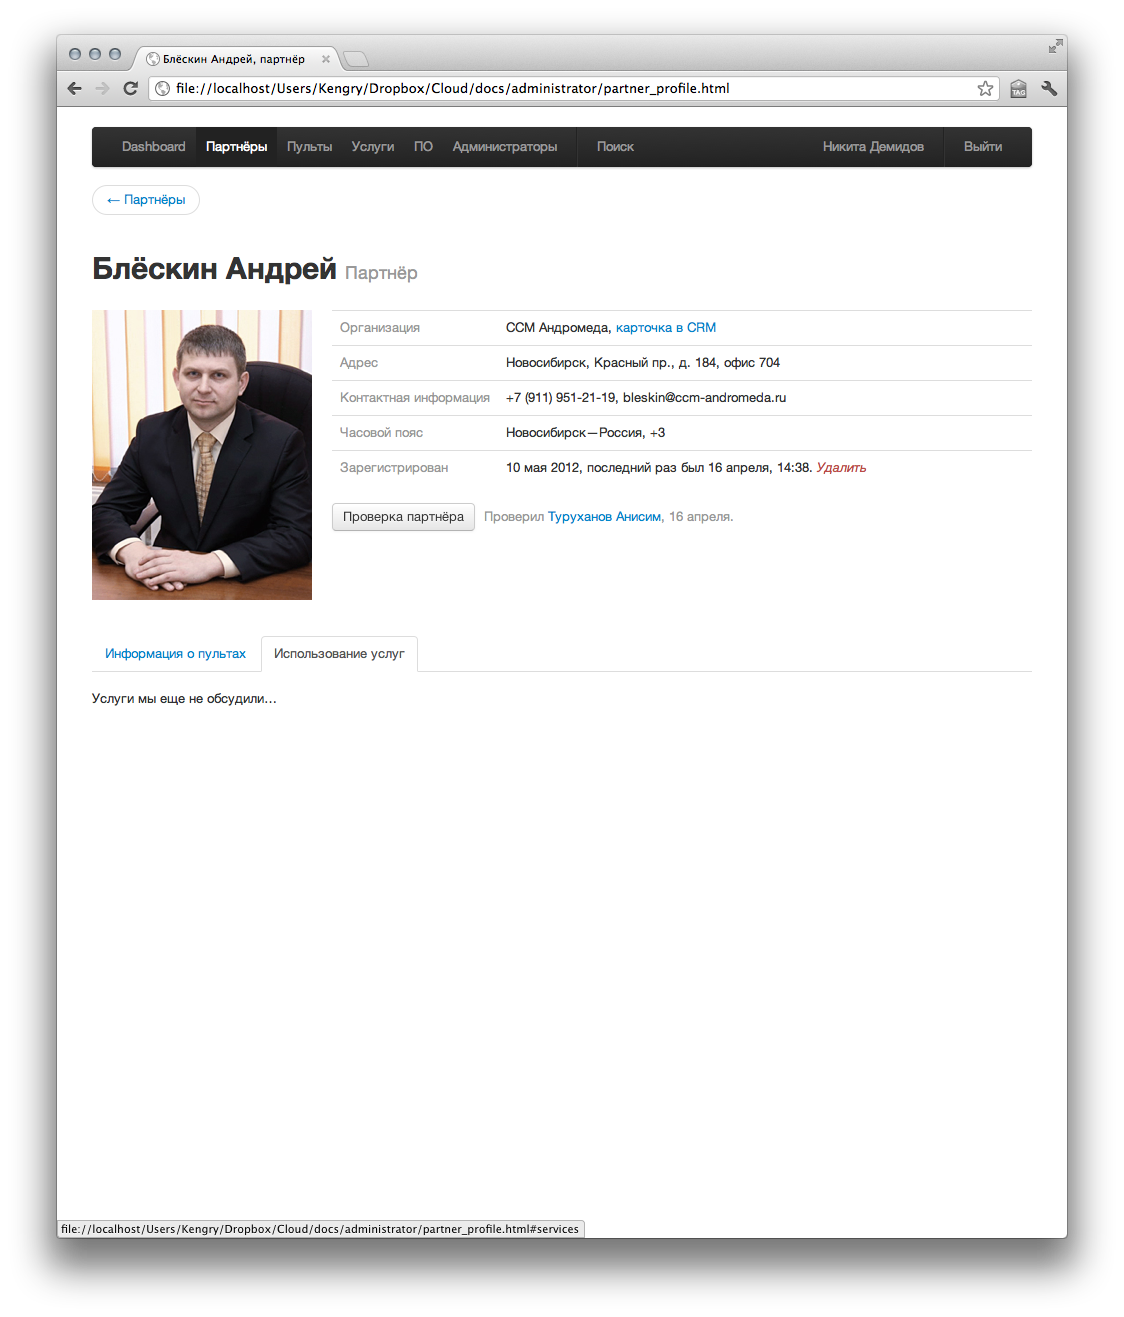 Блёскин Андрей, партнёр
file://localhost/Users/Kengry/Dropbox/Cloud/docs/administrator/partner_profile.html
TAG
Dashboard Партнёры Пульты Услуги ПО Администраторы Поиск Никита Демидов Выйти
← Партнёры
Блёскин Андрей Партнёр
Организация ССМ Андромеда, карточка в CRM
Адрес Новосибирск, Красный пр., д. 184, офис 704
Контактная информация +7 (911) 951-21-19, bleskin@ccm-andromeda.ru
Часовой пояс Новосибирск—Россия, +3
Зарегистрирован 10 мая 2012, последний раз был 16 апреля, 14:38. Удалить
Проверка партнёра Проверил Туруханов Анисим, 16 апреля.
Информация о пультах Использование услуг
Услуги мы еще не обсудили...
file://localhost/Users/Kengry/Dropbox/Cloud/docs/administrator/partner_profile.html#services